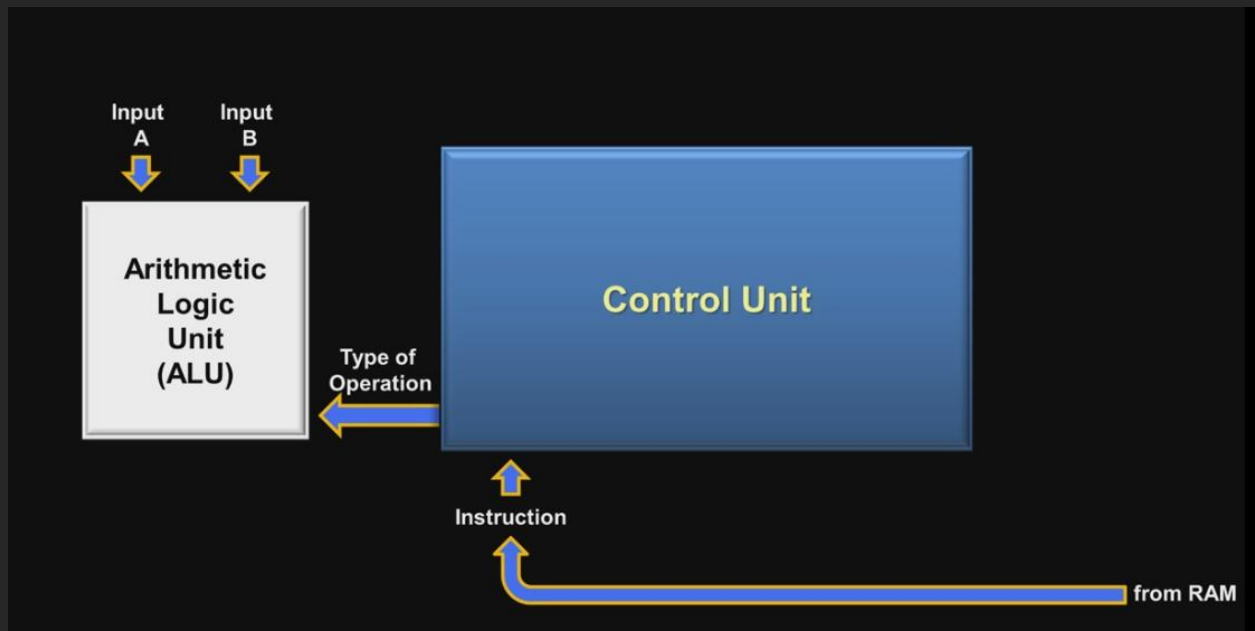 Input
A
Input
B
Arithmetic
Logic
Unit
(ALU)
Type of
Operation
Control Unit
Instruction
from RAM